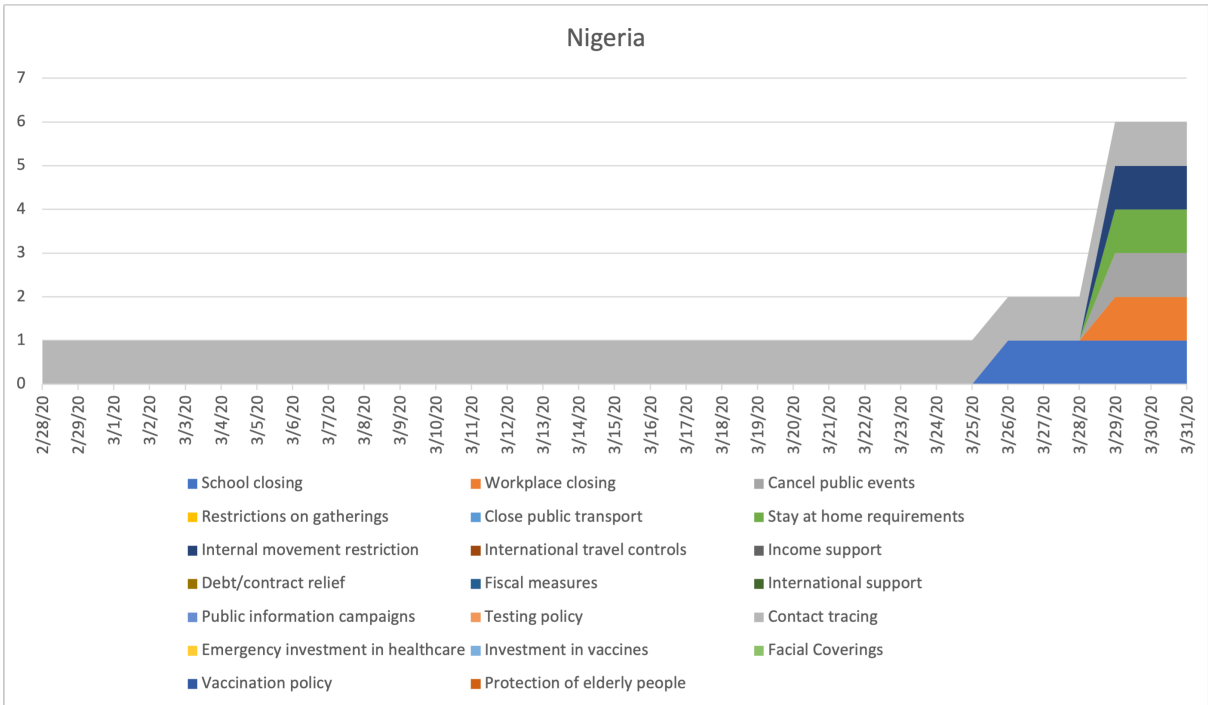 Nigeria
7
6
5
4
3
2
1
0
2/28/20 2/29/20 3/1/20 3/2/20 3/3/20 3/4/20 3/5/20 3/6/20 3/7/20 3/8/20 3/9/20 3/10/20 3/11/20 3/12/20 3/13/20 3/14/20 3/15/20 3/16/20 3/17/20 3/18/20 3/19/20 3/20/20 3/21/20 3/22/20 3/23/20 3/24/20 3/25/20 3/26/20 3/27/20 3/28/20 3/29/20 3/30/20 3/31/20
School closing Workplace closing Cancel public events
Restrictions on gatherings Close public transport Stay at home requirements
Internal movement restriction International travel controls Income support
Debt/contract relief Fiscal measures International support
Public information campaigns Testing policy Contact tracing
Emergency investment in healthcare Investment in vaccines Facial Coverings
Vaccination policy Protection of elderly people